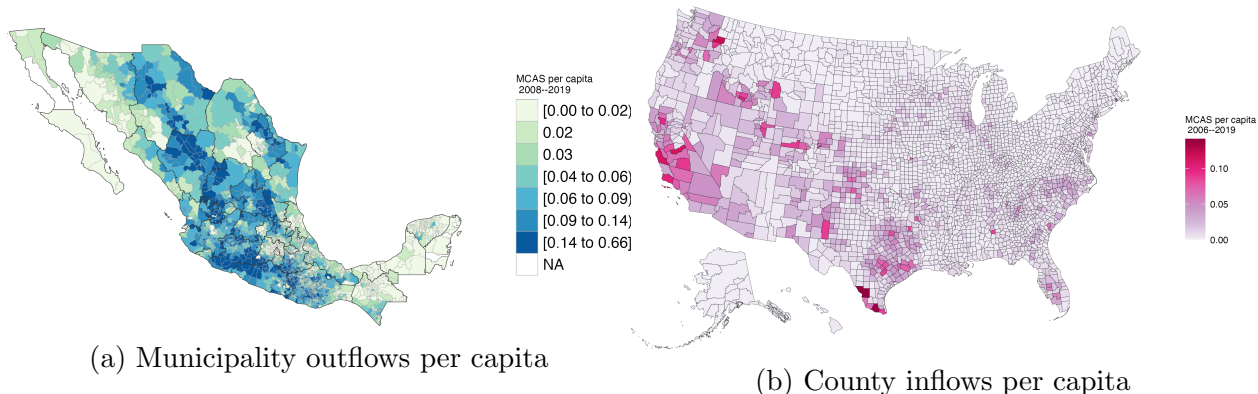 MCAS per capita
2008--2019
[0.00 to 0.02)
0.02
0.03
[0.04 to 0.06)
[0.06 to 0.09)
[0.09 to 0.14)
[0.14 to 0.66]
NA
(a) Municipality outflows per capita
MCAS per capita
2006--2019
0.10
0.05
0.00
(b) County inflows per capita